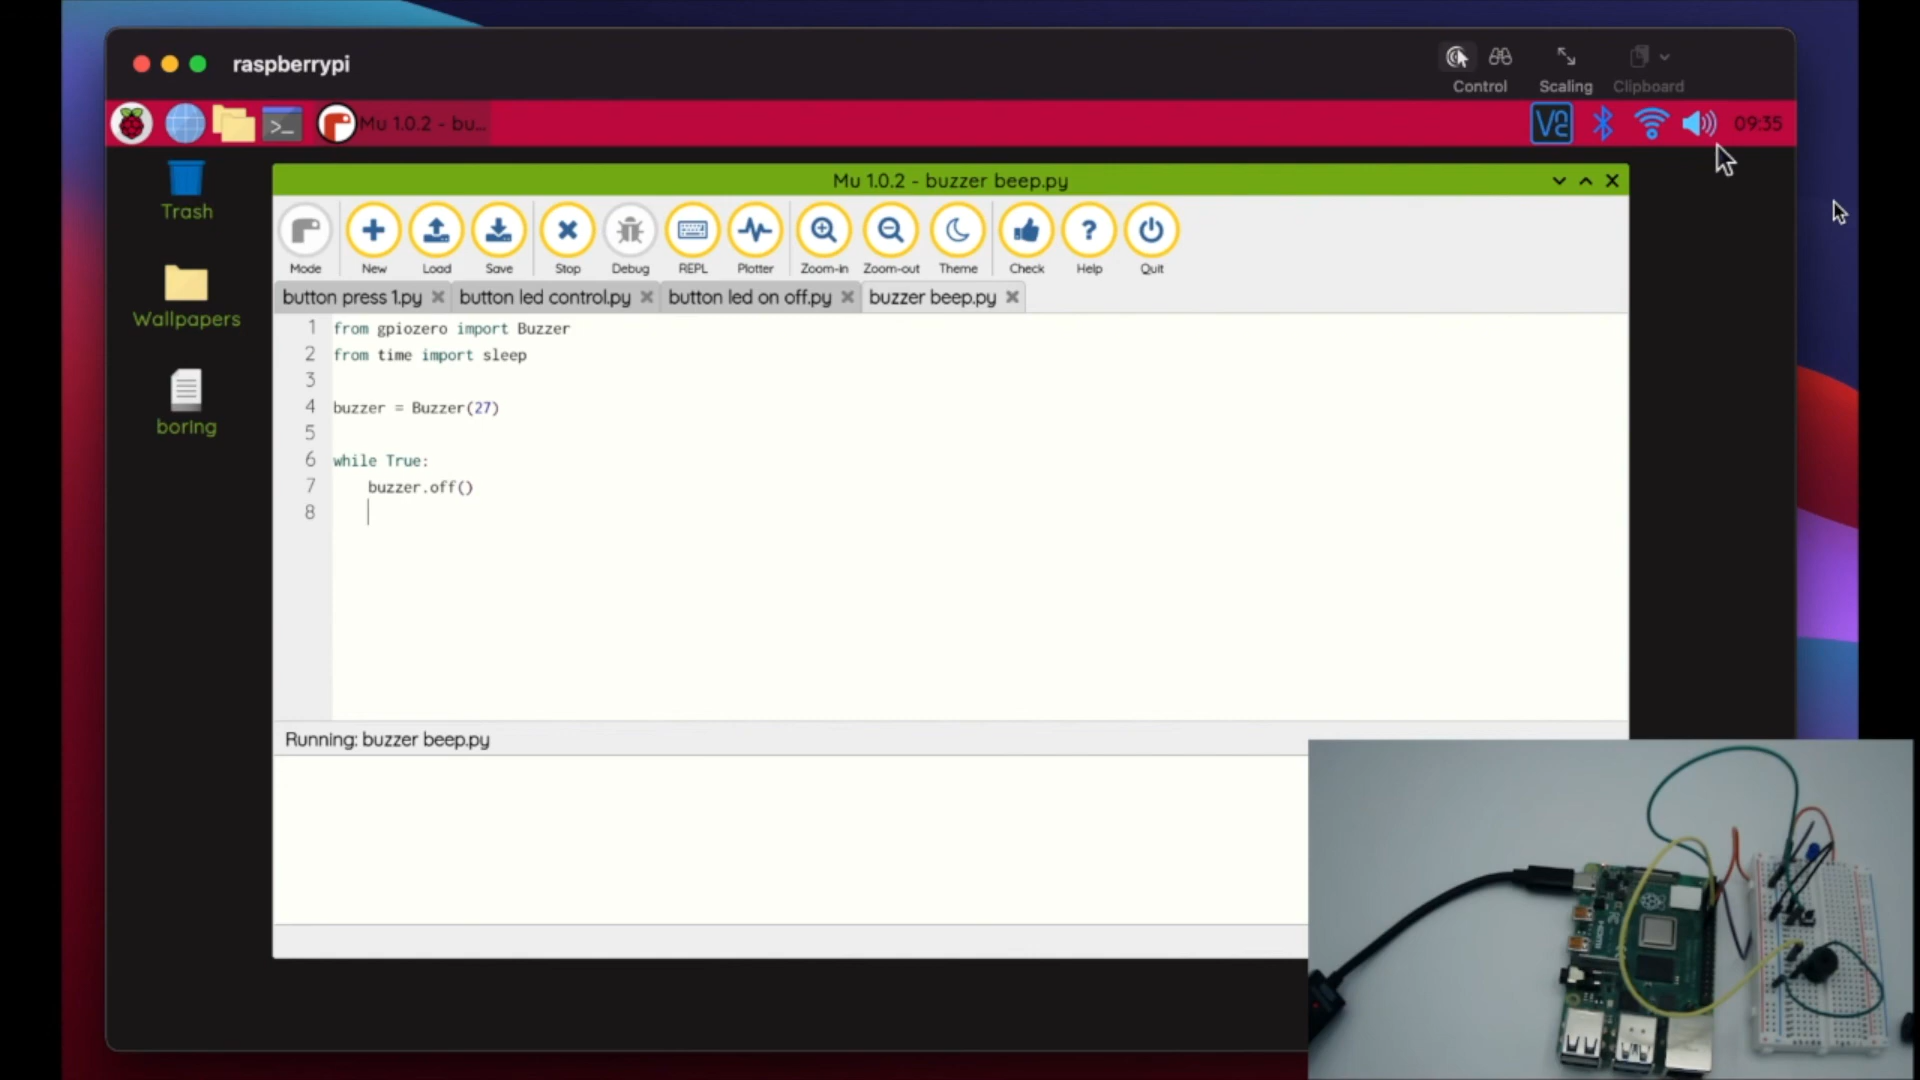 raspberrypi
Control
Scaling
Clipboard
Mu 1.0.2 - bu...
VNC
09:35
Trash
Wallpapers
boring
Mu 1.0.2 - buzzer beep.py
Mode
New
Load
Save
Stop
Debug
REPL
Plotter
Zoom-in
Zoom-out
Theme
Check
Help
Quit
button press 1.py
button led control.py
button led on off.py
buzzer beep.py
1 from gpiozero import Buzzer
2 from time import sleep
3
4 buzzer = Buzzer(27)
5
6 while True:
7 buzzer.off()
8
Running: buzzer beep.py